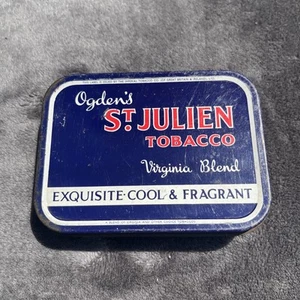 Ogden's
ST JULIEN
TOBACCO
Virginia Blend
EXQUISITE·COOL & FRAGRANT